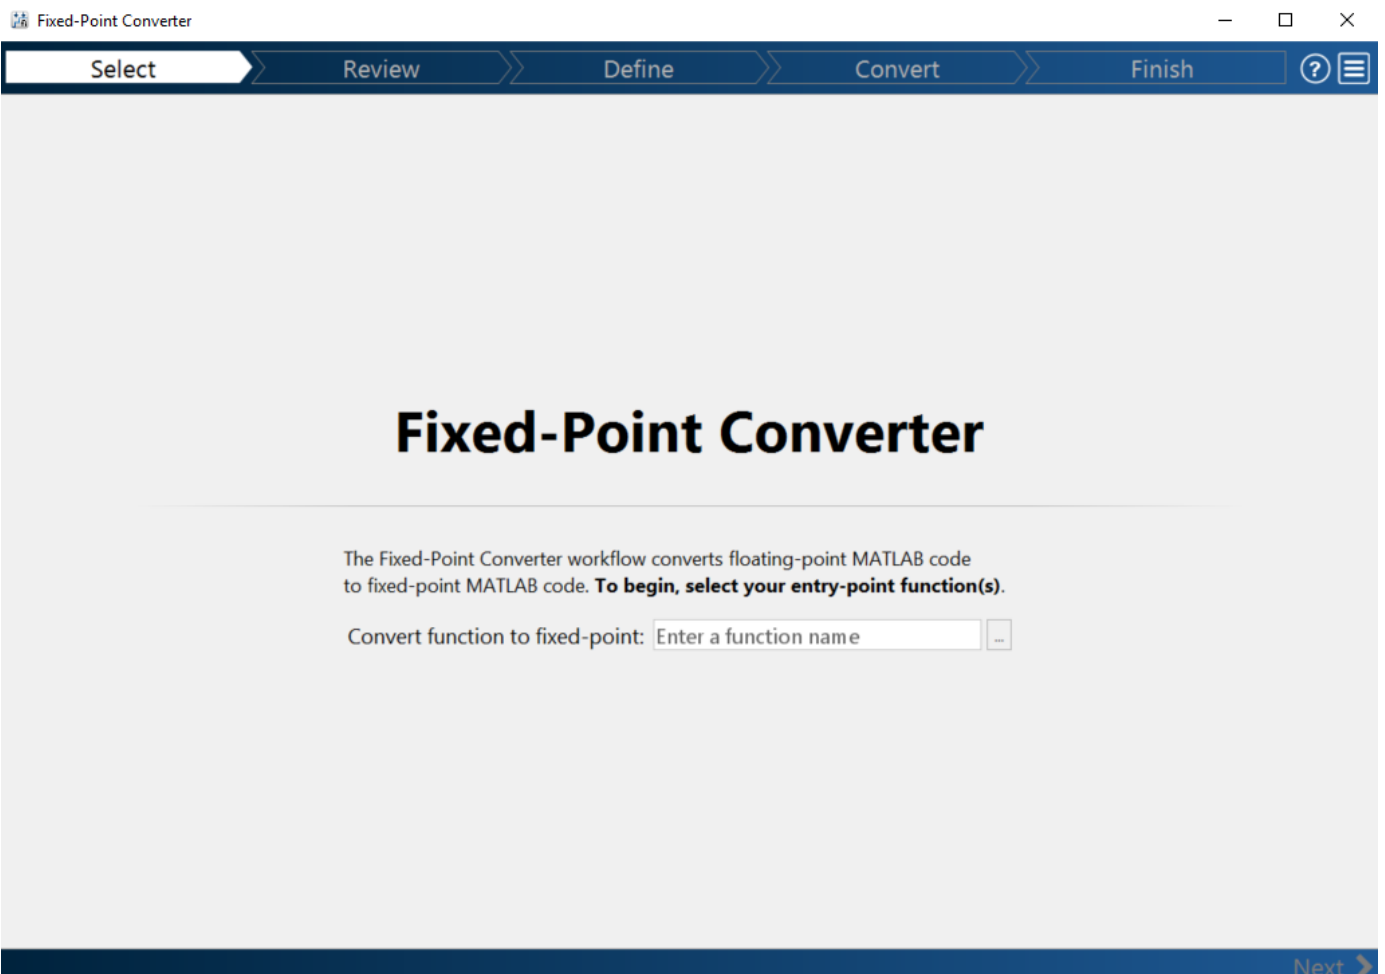 Fixed-Point Converter
Select Review Define Convert Finish ?
Fixed-Point Converter
The Fixed-Point Converter workflow converts floating-point MATLAB code
to fixed-point MATLAB code. To begin, select your entry-point function(s).
Convert function to fixed-point: Enter a function name ...
Next